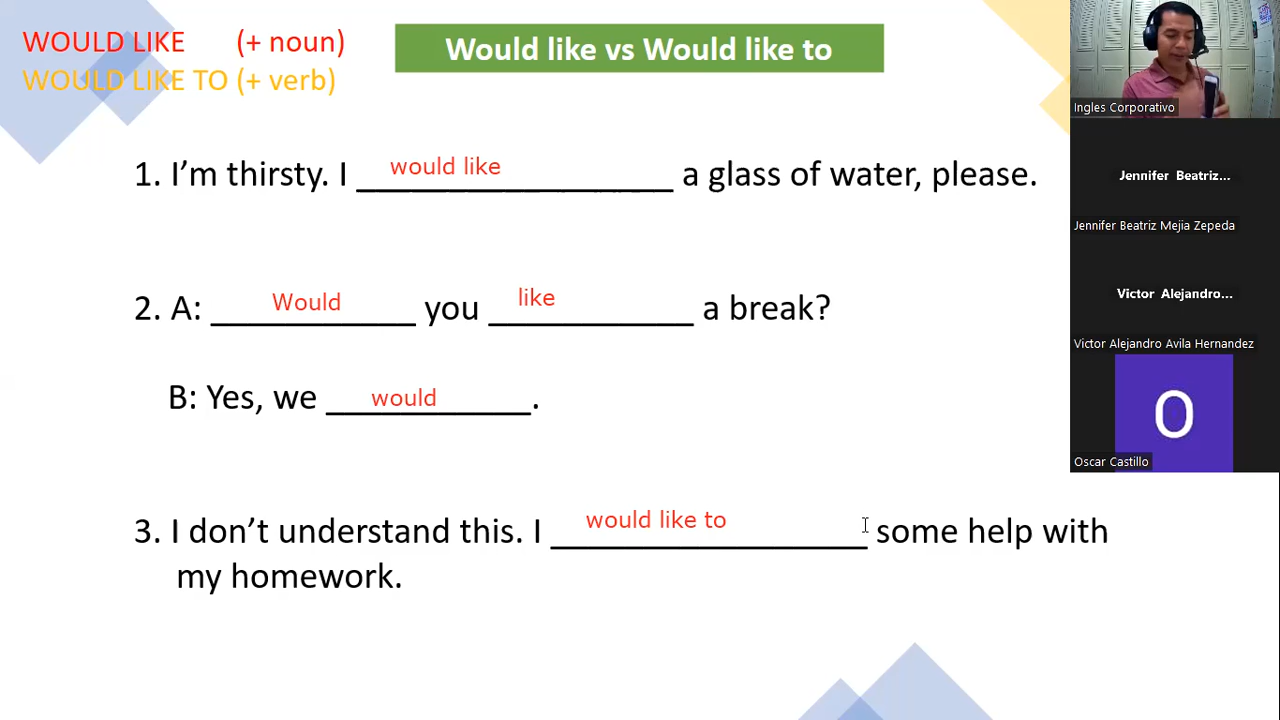 WOULD LIKE (+ noun)
WOULD LIKE TO (+ verb)
Would like vs Would like to
1. I’m thirsty. I would like a glass of water, please.
2. A: Would you like a break?
B: Yes, we would.
3. I don’t understand this. I would like to some help with
my homework.
Ingles Corporativo
Jennifer Beatriz...
Jennifer Beatriz Mejia Zepeda
Victor Alejandro...
Victor Alejandro Avila Hernandez
O
Oscar Castillo